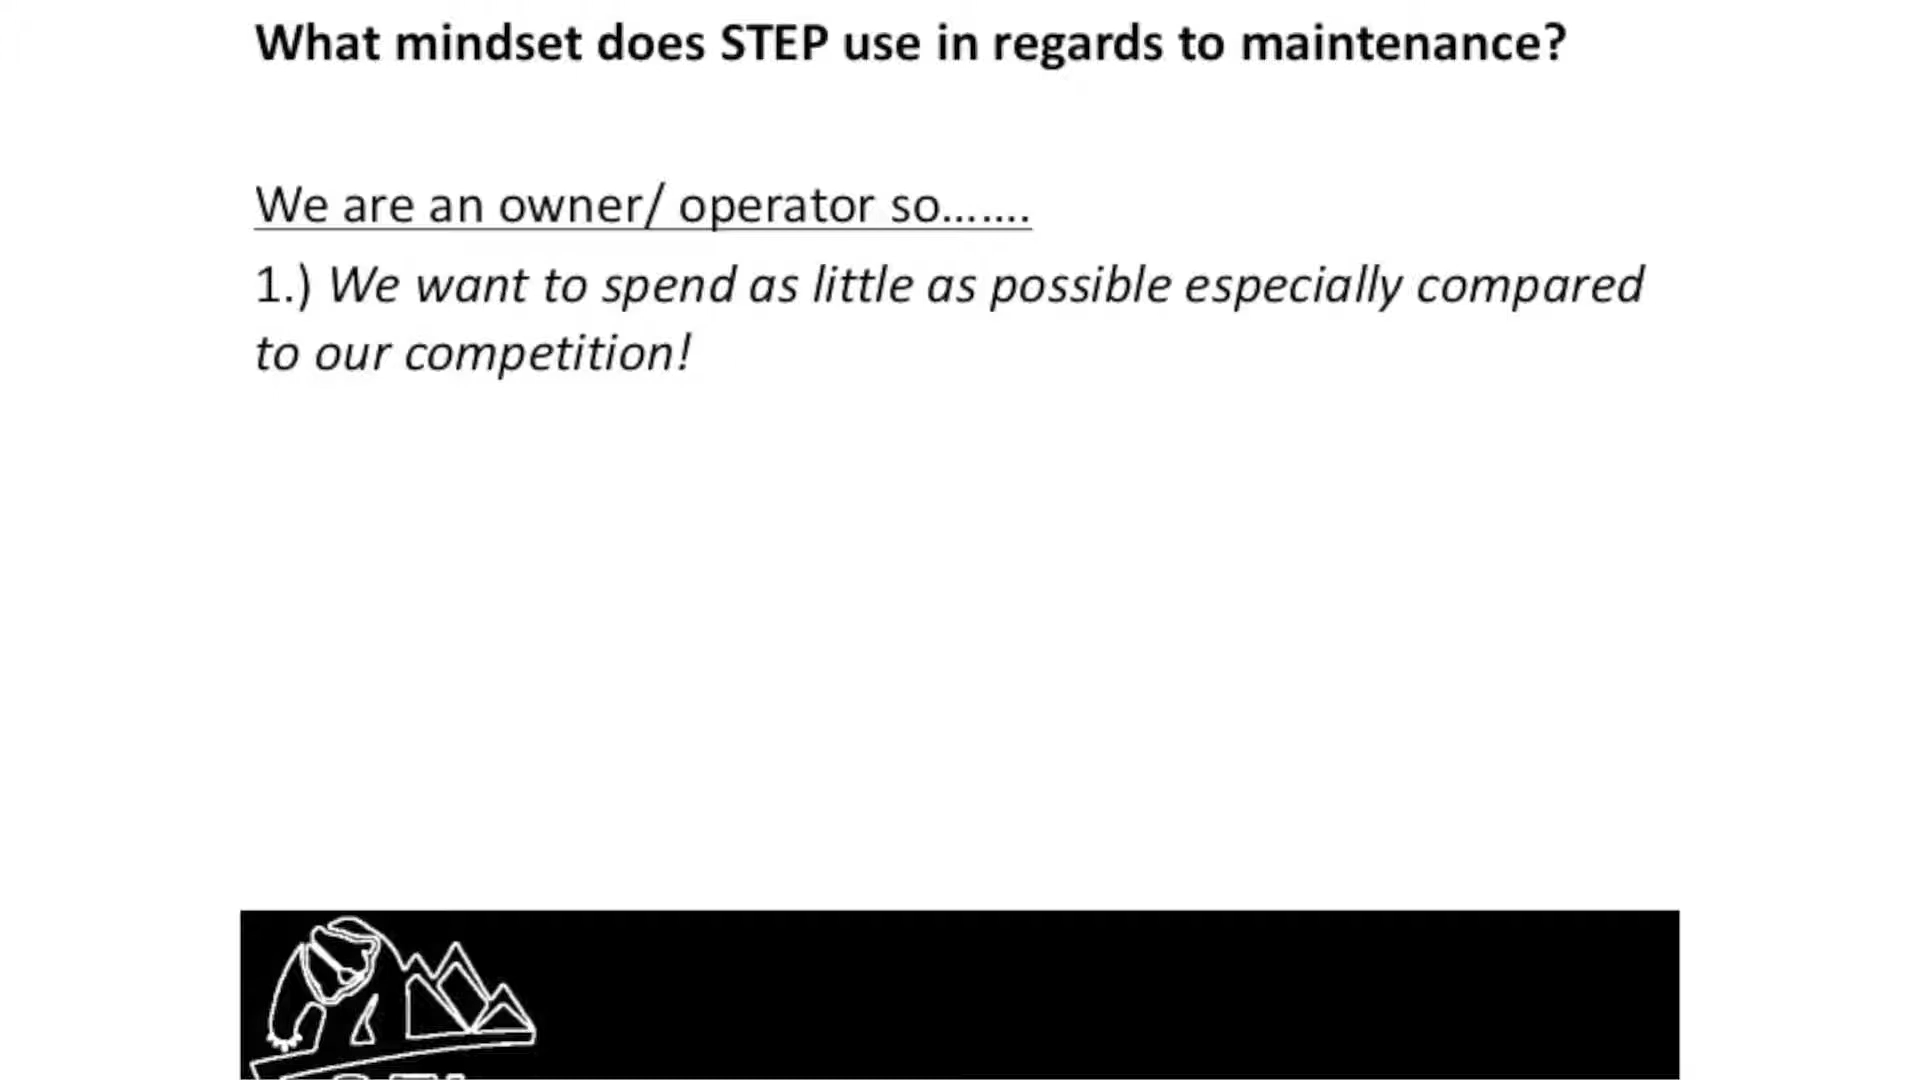 What mindset does STEP use in regards to maintenance?
We are an owner/ operator so.......
1.) We want to spend as little as possible especially compared
to our competition!